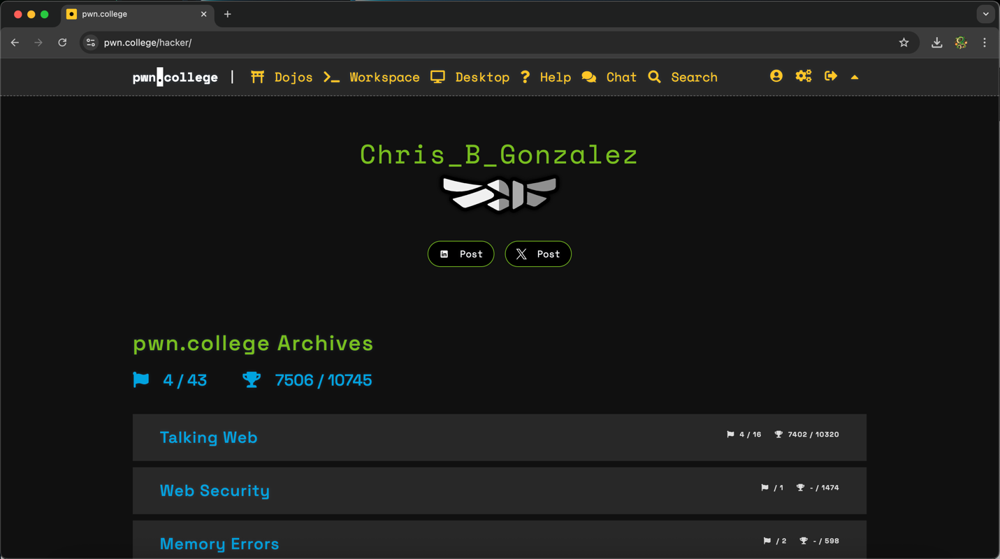 pwn.college
pwn.college/hacker/
pwn.college | Dojos Workspace Desktop ? Help Chat Search
Chris_B_Gonzalez
in Post X Post
pwn.college Archives
4 / 43 7506 / 10745
Talking Web 4 / 16 7402 / 10320
Web Security / 1 - / 1474
Memory Errors / 2 - / 598